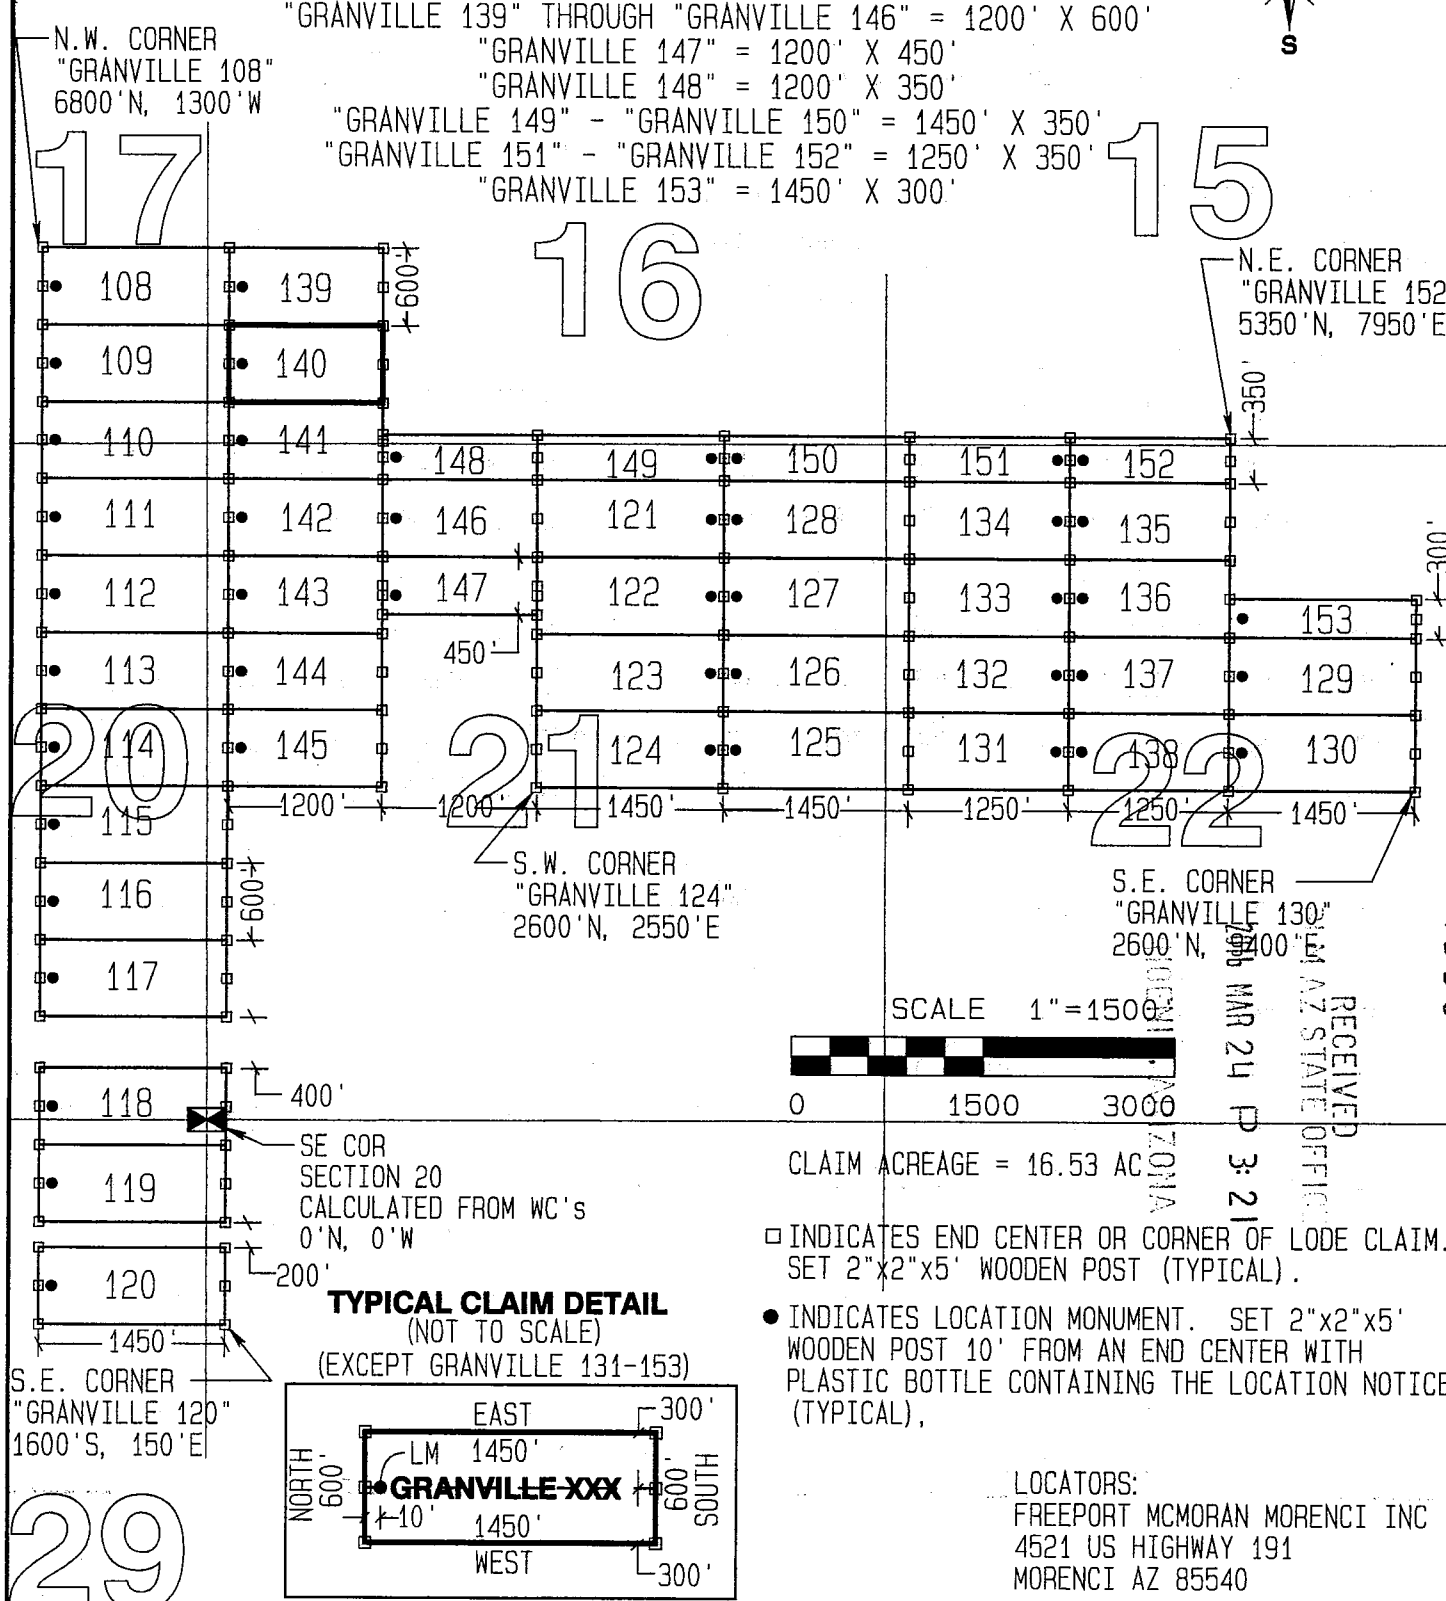 "GRANVILLE 139" THROUGH "GRANVILLE 146" = 1200' X 600'
"GRANVILLE 147" = 1200' X 450'
"GRANVILLE 148" = 1200' X 350'
"GRANVILLE 149" - "GRANVILLE 150" = 1450' X 350'
"GRANVILLE 151" - "GRANVILLE 152" = 1250' X 350'
"GRANVILLE 153" = 1450' X 300'
S
N.W. CORNER
"GRANVILLE 108"
6800'N, 1300'W
17
16
15
N.E. CORNER
"GRANVILLE 152
5350'N, 7950'E
108
139
600'
109
140
350'
110
141
148
149
150
151
152
111
142
146
121
128
134
135
300'
112
143
147
122
127
133
136
153
450'
113
144
123
126
132
137
129
20
114
145
21
124
125
131
22
138
130
1200'
1200'
1450'
1450'
1250'
1250'
1450'
115
S.W. CORNER
"GRANVILLE 124"
2600'N, 2550'E
S.E. CORNER
"GRANVILLE 130"
2600'N, 9400'E
116
600'
117
SCALE 1"=1500'
0 1500 3000
118
400'
SE COR
SECTION 20
CALCULATED FROM WC's
0'N, 0'W
119
120
200'
1450'
S.E. CORNER
"GRANVILLE 120"
1600'S, 150'E
29
CLAIM ACREAGE = 16.53 AC
RECEIVED
AZ STATE OFFIC
MAR 24 P 3:21
INDICATES END CENTER OR CORNER OF LODE CLAIM.
SET 2"x2"x5' WOODEN POST (TYPICAL).
INDICATES LOCATION MONUMENT. SET 2"x2"x5'
WOODEN POST 10' FROM AN END CENTER WITH
PLASTIC BOTTLE CONTAINING THE LOCATION NOTICE
(TYPICAL),
TYPICAL CLAIM DETAIL
(NOT TO SCALE)
(EXCEPT GRANVILLE 131-153)
EAST
300'
LM 1450'
NORTH
600'
GRANVILLE XXX
600'
SOUTH
10'
1450'
WEST
300'
LOCATORS:
FREEPORT MCMORAN MORENCI INC
4521 US HIGHWAY 191
MORENCI AZ 85540